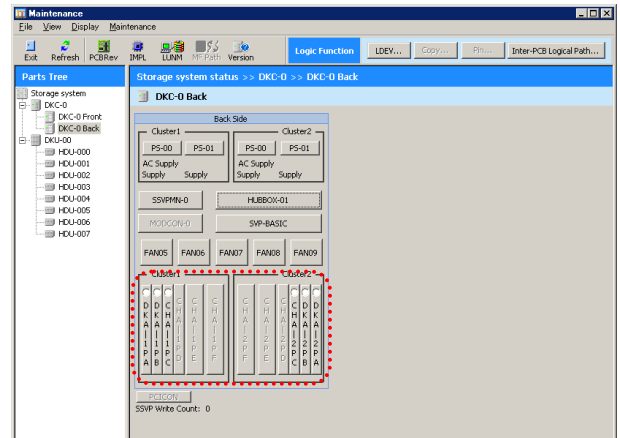 Maintenance
File View Display Maintenance
Exit Refresh PCBRev IMPL LUNM MF Path Version Logic Function LDEV... Copy... Pin... Inter-PCB Logical Path...
Parts Tree
Storage system status >> DKC-0 >> DKC-0 Back
Storage system
DKC-0
DKC-0 Front
DKC-0 Back
DKU-00
HDU-000
HDU-001
HDU-002
HDU-003
HDU-004
HDU-005
HDU-006
HDU-007
DKC-0 Back
Back Side
Cluster1 Cluster2
PS-00 PS-01 PS-00 PS-01
AC Supply AC Supply
Supply Supply Supply Supply
SSVPMN-0 HUBBOX-01
MODCON-0 SVP-BASIC
FAN05 FAN06 FAN07 FAN08 FAN09
Cluster1 Cluster2
DKA|1PA DKA|1PB CHA|1PC CHA|1PD CHA|1PE CHA|1PF CHA|2PF CHA|2PE CHA|2PD CHA|2PC DKA|2PB DKA|2PA
PCICON
SSVP Write Count: 0